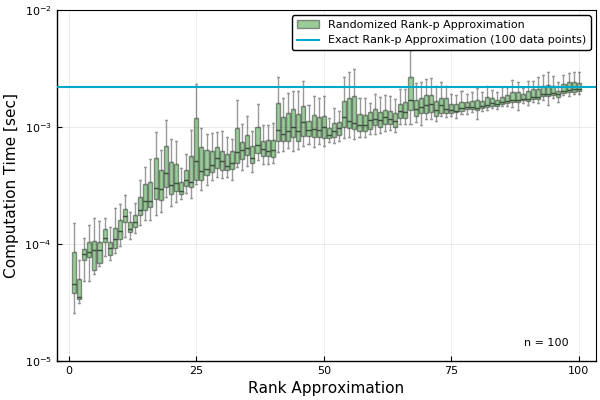 Computation Time [sec]
10⁻²
10⁻³
10⁻⁴
10⁻⁵
Randomized Rank-p Approximation
Exact Rank-p Approximation (100 data points)
n = 100
0 25 50 75 100
Rank Approximation